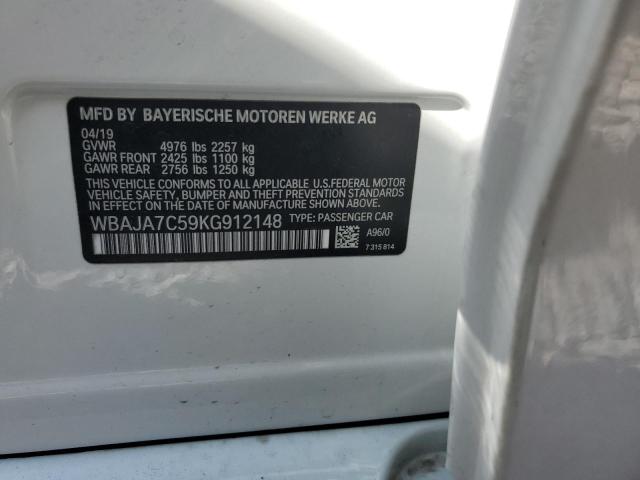 MFD BY BAYERISCHE MOTOREN WERKE AG
04/19
GVWR 4976 lbs 2257 kg
GAWR FRONT 2425 lbs 1100 kg
GAWR REAR 2756 lbs 1250 kg
THIS VEHICLE CONFORMS TO ALL APPLICABLE U.S.FEDERAL MOTOR
VEHICLE SAFETY, BUMPER, AND THEFT PREVENTION STANDARDS
IN EFFECT ON THE DATE OF MANUFACTURE SHOWN ABOVE.
WBAJA7C59KG912148 TYPE: PASSENGER CAR
A96/0
7 315 814